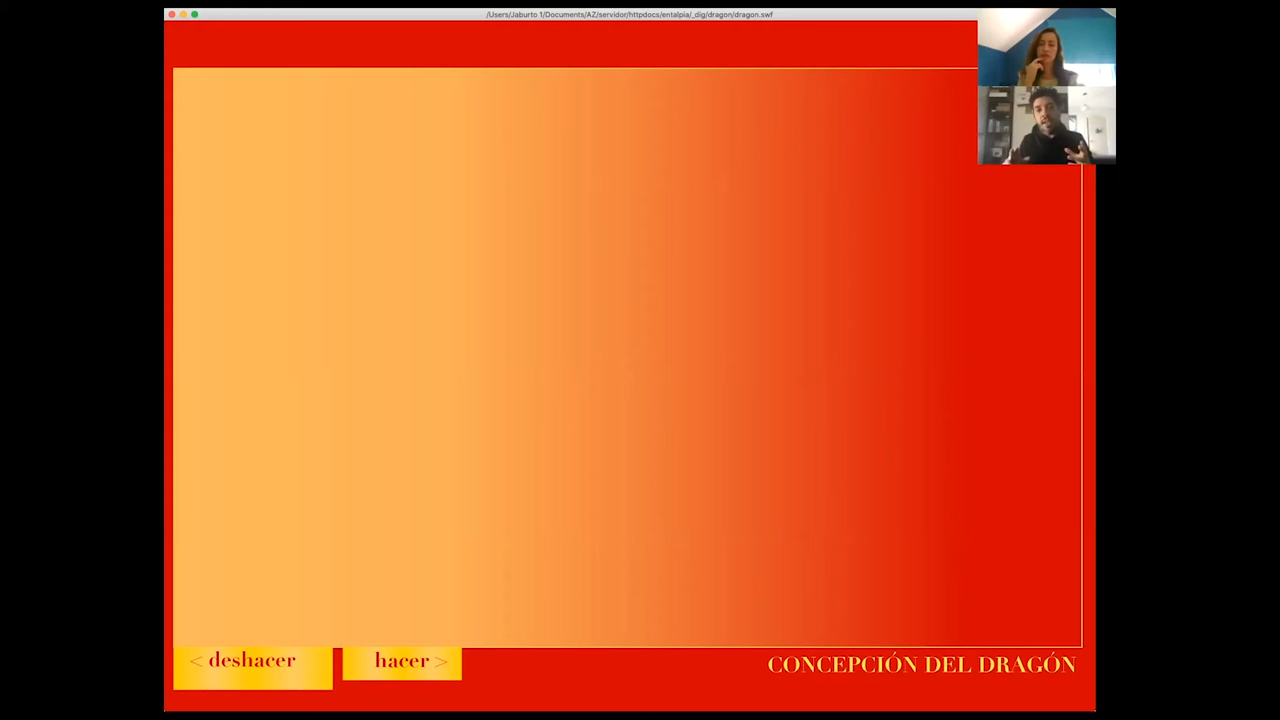 /Users/Jaburto 1/Documents/AZ/servidor/httpdocs/entalpia/_dig/dragon/dragon.swf
< deshacer
hacer >
CONCEPCIÓN DEL DRAGÓN